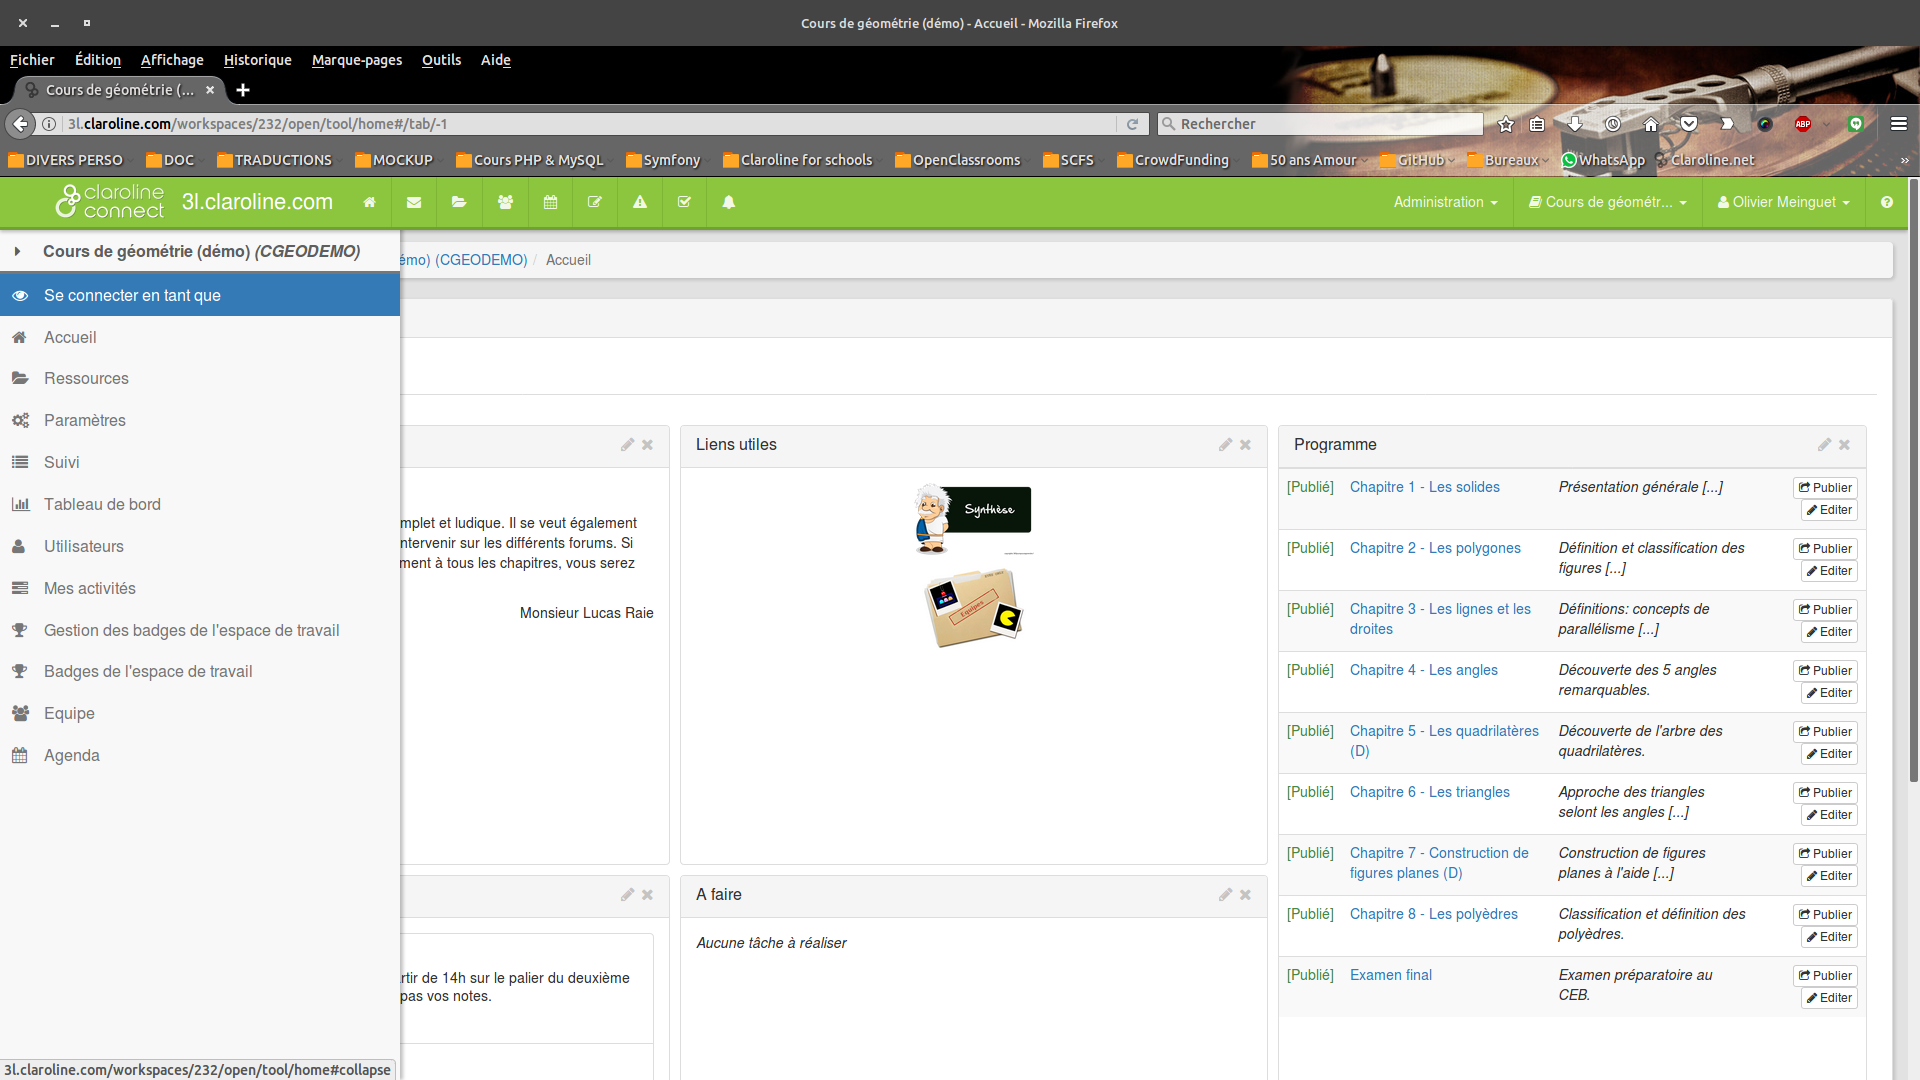 Cours de géométrie (démo) - Accueil - Mozilla Firefox
Fichier Édition Affichage Historique Marque-pages Outils Aide
Cours de géométrie (...
3l.claroline.com/workspaces/232/open/tool/home#/tab/-1
Rechercher
ABP
DIVERS PERSO DOC TRADUCTIONS MOCKUP Cours PHP & MySQL Symfony Claroline for schools OpenClassrooms SCFS CrowdFunding 50 ans Amour GitHub Bureaux WhatsApp Claroline.net »
claroline connect
3l.claroline.com
Administration Cours de géométr... Olivier Meinguet
Cours de géométrie (démo) (CGEODEMO)
émo) (CGEODEMO) / Accueil
Se connecter en tant que
Accueil
Ressources
Paramètres
Suivi
Tableau de bord
Utilisateurs
Mes activités
Gestion des badges de l'espace de travail
Badges de l'espace de travail
Equipe
Agenda
mplet et ludique. Il se veut également
ntervenir sur les différents forums. Si
ment à tous les chapitres, vous serez
Monsieur Lucas Raie
Liens utiles
Synthèse
Equipes
Programme
[Publié] Chapitre 1 - Les solides Présentation générale [...] Publier
Editer
[Publié] Chapitre 2 - Les polygones Définition et classification des Publier
figures [...] Editer
[Publié] Chapitre 3 - Les lignes et les Définitions: concepts de Publier
droites parallélisme [...] Editer
[Publié] Chapitre 4 - Les angles Découverte des 5 angles Publier
remarquables. Editer
[Publié] Chapitre 5 - Les quadrilatères Découverte de l'arbre des Publier
(D) quadrilatères. Editer
[Publié] Chapitre 6 - Les triangles Approche des triangles Publier
selont les angles [...] Editer
[Publié] Chapitre 7 - Construction de Construction de figures Publier
figures planes (D) planes à l'aide [...] Editer
[Publié] Chapitre 8 - Les polyèdres Classification et définition des Publier
polyèdres. Editer
[Publié] Examen final Examen préparatoire au Publier
CEB. Editer
A faire
Aucune tâche à réaliser
rtir de 14h sur le palier du deuxième
pas vos notes.
3l.claroline.com/workspaces/232/open/tool/home#collapse